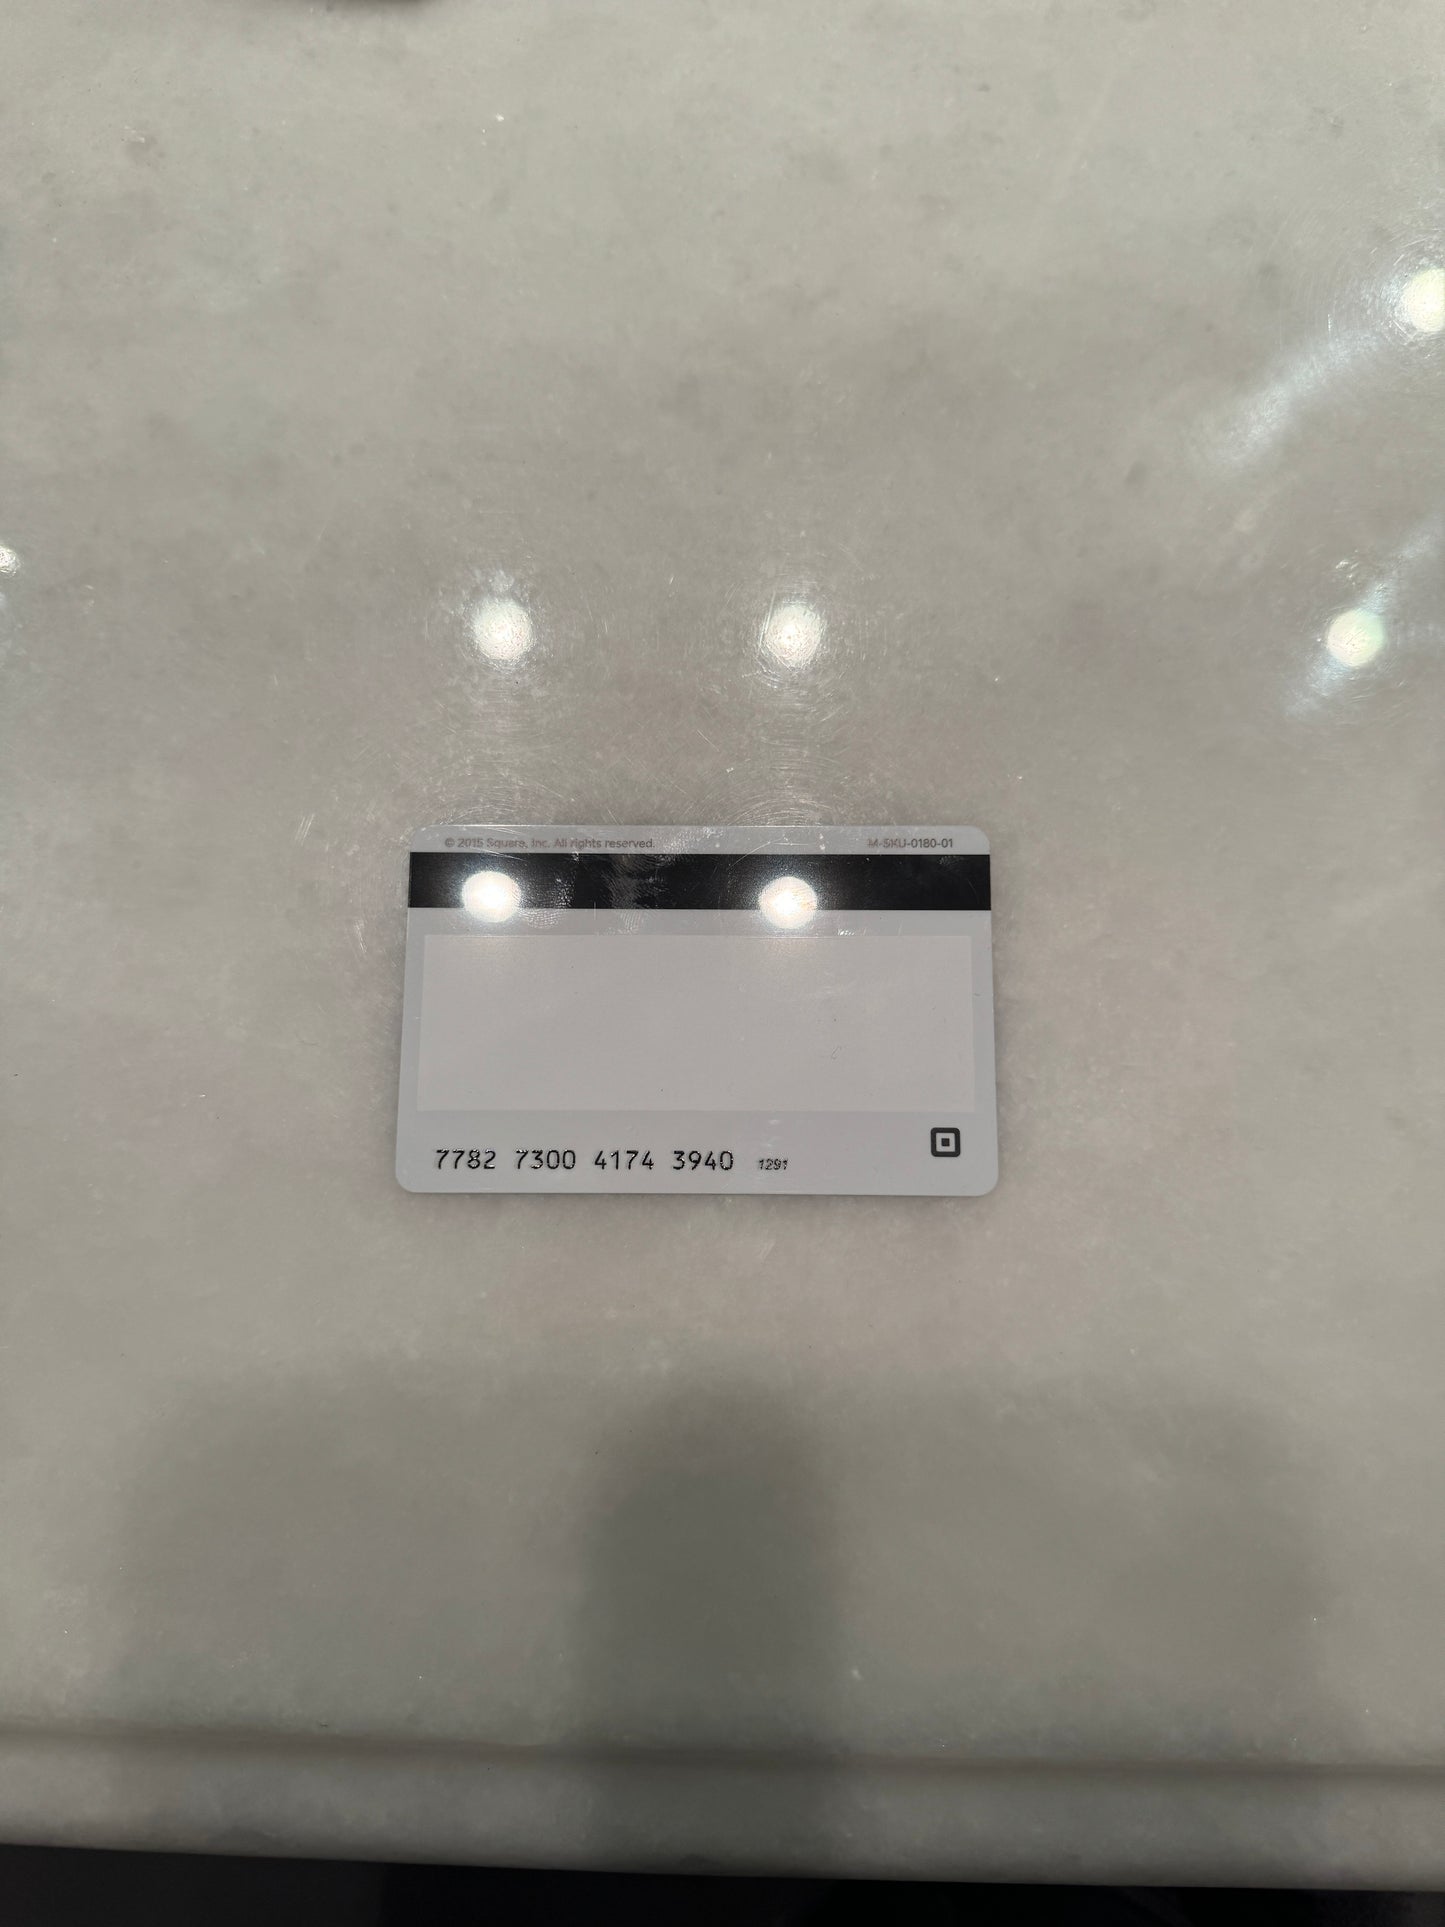 © 2015 Square, Inc. All rights reserved. M-SKU-0180-01
7782 7300 4174 3940 1291